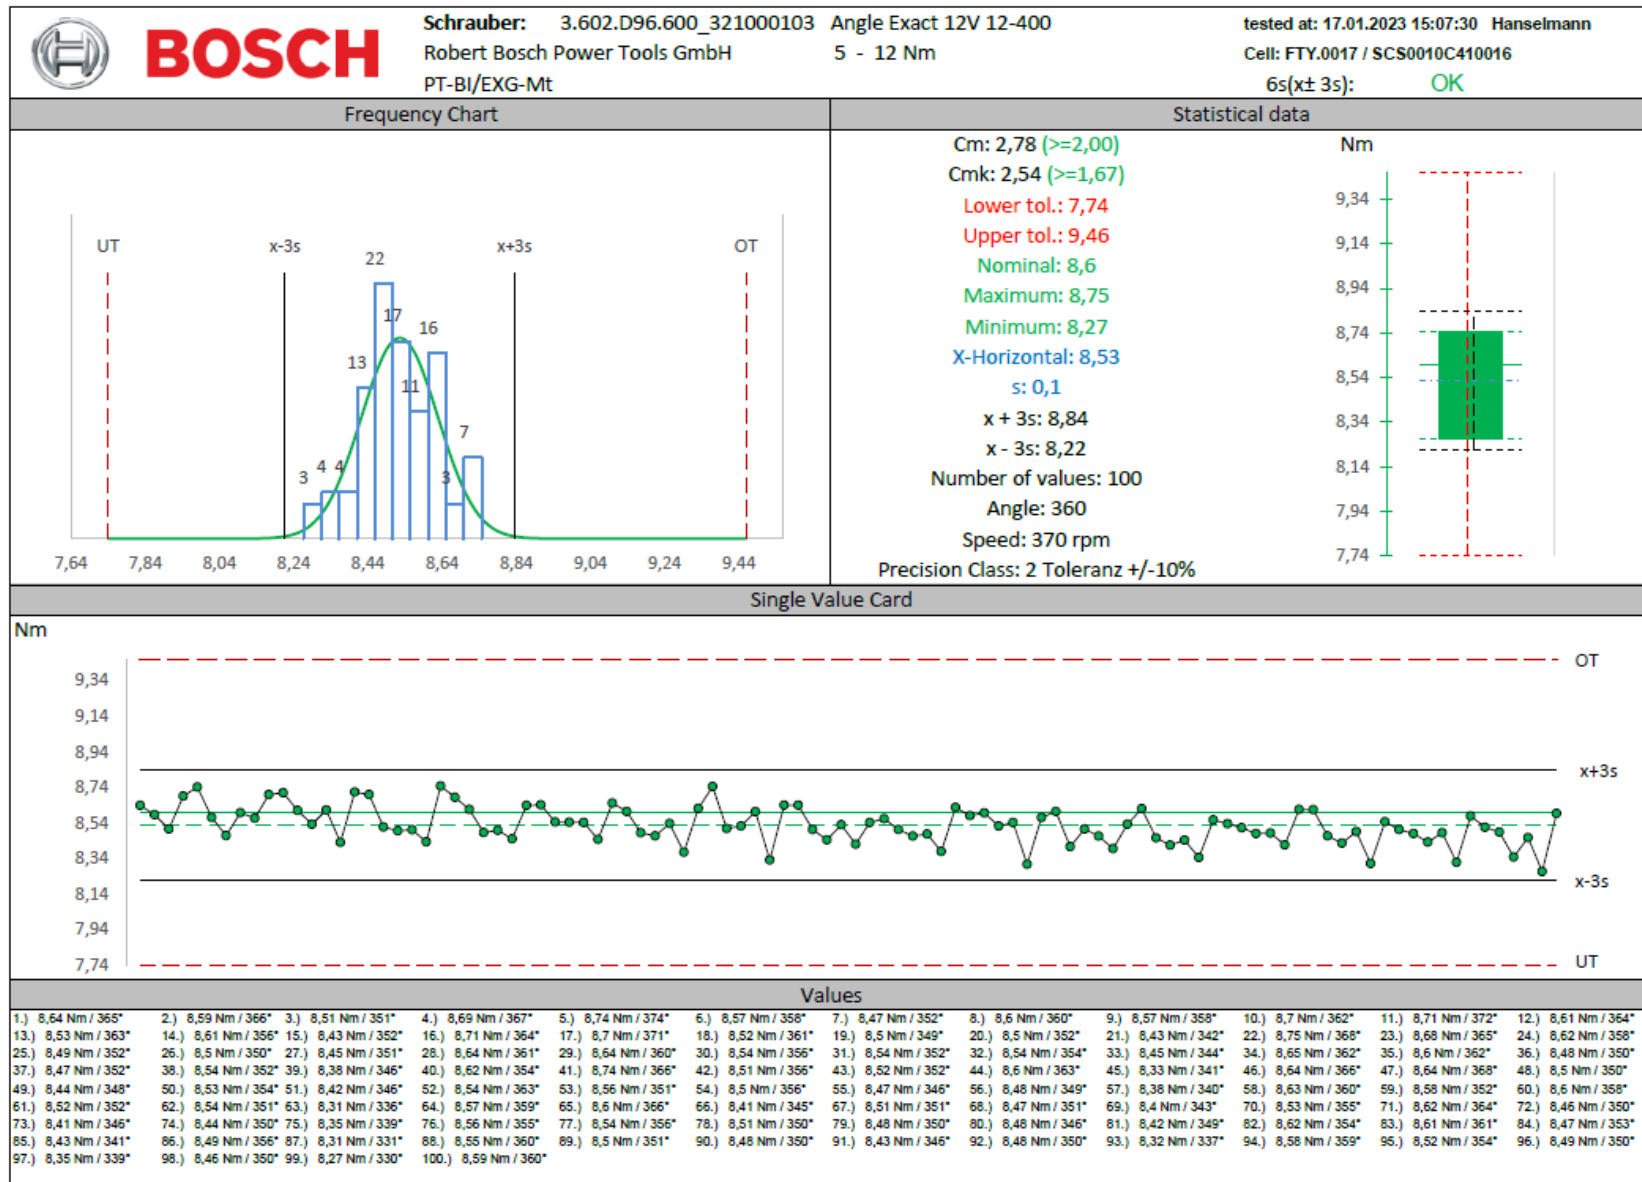 BOSCH
Schrauber: 3.602.D96.600_321000103 Angle Exact 12V 12-400
Robert Bosch Power Tools GmbH 5 - 12 Nm
PT-BI/EXG-Mt
tested at: 17.01.2023 15:07:30 Hanselmann
Cell: FTY.0017 / SCS0010C410016
6s(x± 3s): OK
Frequency Chart
UT x-3s x+3s OT
22
17
16
13
11
7
3 4 4 3
7,64 7,84 8,04 8,24 8,44 8,64 8,84 9,04 9,24 9,44
Statistical data
Cm: 2,78 (>=2,00)
Cmk: 2,54 (>=1,67)
Lower tol.: 7,74
Upper tol.: 9,46
Nominal: 8,6
Maximum: 8,75
Minimum: 8,27
X-Horizontal: 8,53
s: 0,1
x + 3s: 8,84
x - 3s: 8,22
Number of values: 100
Angle: 360
Speed: 370 rpm
Precision Class: 2 Toleranz +/-10%
Nm
9,34
9,14
8,94
8,74
8,54
8,34
8,14
7,94
7,74
Single Value Card
Nm
OT
9,34
9,14
8,94
8,74 x+3s
8,54
8,34
8,14 x-3s
7,94
7,74 UT
Values
1.) 8,64 Nm / 365° 2.) 8,59 Nm / 366° 3.) 8,51 Nm / 351° 4.) 8,69 Nm / 367° 5.) 8,74 Nm / 374° 6.) 8,57 Nm / 358° 7.) 8,47 Nm / 352° 8.) 8,6 Nm / 360° 9.) 8,57 Nm / 358° 10.) 8,7 Nm / 362° 11.) 8,71 Nm / 372° 12.) 8,61 Nm / 364°
13.) 8,53 Nm / 363° 14.) 8,61 Nm / 356° 15.) 8,43 Nm / 352° 16.) 8,71 Nm / 364° 17.) 8,7 Nm / 371° 18.) 8,52 Nm / 361° 19.) 8,5 Nm / 349° 20.) 8,5 Nm / 352° 21.) 8,43 Nm / 342° 22.) 8,75 Nm / 368° 23.) 8,68 Nm / 365° 24.) 8,62 Nm / 358°
25.) 8,49 Nm / 352° 26.) 8,5 Nm / 350° 27.) 8,45 Nm / 351° 28.) 8,64 Nm / 361° 29.) 8,64 Nm / 360° 30.) 8,54 Nm / 356° 31.) 8,54 Nm / 352° 32.) 8,54 Nm / 354° 33.) 8,45 Nm / 344° 34.) 8,65 Nm / 362° 35.) 8,6 Nm / 362° 36.) 8,48 Nm / 350°
37.) 8,47 Nm / 352° 38.) 8,54 Nm / 352° 39.) 8,38 Nm / 346° 40.) 8,62 Nm / 354° 41.) 8,74 Nm / 366° 42.) 8,51 Nm / 356° 43.) 8,52 Nm / 352° 44.) 8,6 Nm / 363° 45.) 8,33 Nm / 341° 46.) 8,64 Nm / 366° 47.) 8,64 Nm / 368° 48.) 8,5 Nm / 350°
49.) 8,44 Nm / 348° 50.) 8,53 Nm / 354° 51.) 8,42 Nm / 346° 52.) 8,54 Nm / 363° 53.) 8,56 Nm / 351° 54.) 8,5 Nm / 356° 55.) 8,47 Nm / 346° 56.) 8,48 Nm / 349° 57.) 8,38 Nm / 340° 58.) 8,63 Nm / 360° 59.) 8,58 Nm / 352° 60.) 8,6 Nm / 358°
61.) 8,52 Nm / 352° 62.) 8,54 Nm / 351° 63.) 8,31 Nm / 336° 64.) 8,57 Nm / 359° 65.) 8,6 Nm / 366° 66.) 8,41 Nm / 345° 67.) 8,51 Nm / 351° 68.) 8,47 Nm / 351° 69.) 8,4 Nm / 343° 70.) 8,53 Nm / 355° 71.) 8,62 Nm / 364° 72.) 8,46 Nm / 350°
73.) 8,41 Nm / 346° 74.) 8,44 Nm / 350° 75.) 8,35 Nm / 339° 76.) 8,56 Nm / 355° 77.) 8,54 Nm / 356° 78.) 8,51 Nm / 350° 79.) 8,48 Nm / 350° 80.) 8,48 Nm / 346° 81.) 8,42 Nm / 349° 82.) 8,62 Nm / 354° 83.) 8,61 Nm / 361° 84.) 8,47 Nm / 353°
85.) 8,43 Nm / 341° 86.) 8,49 Nm / 356° 87.) 8,31 Nm / 331° 88.) 8,55 Nm / 360° 89.) 8,5 Nm / 351° 90.) 8,48 Nm / 350° 91.) 8,43 Nm / 346° 92.) 8,48 Nm / 350° 93.) 8,32 Nm / 337° 94.) 8,58 Nm / 359° 95.) 8,52 Nm / 354° 96.) 8,49 Nm / 350°
97.) 8,35 Nm / 339° 98.) 8,46 Nm / 350° 99.) 8,27 Nm / 330° 100.) 8,59 Nm / 360°